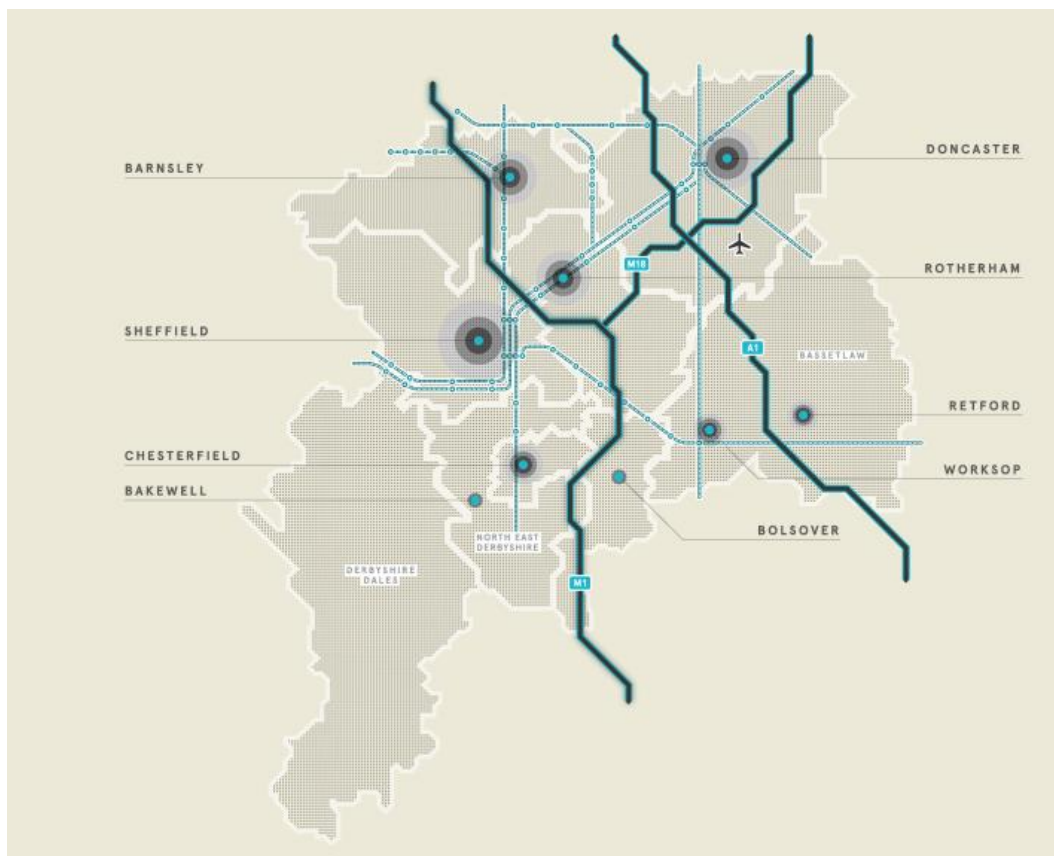 DONCASTER
BARNSLEY
M18
ROTHERHAM
SHEFFIELD
A1
BASSETLAW
RETFORD
CHESTERFIELD
WORKSOP
BAKEWELL
BOLSOVER
NORTH EAST
DERBYSHIRE
DERBYSHIRE
DALES
M1